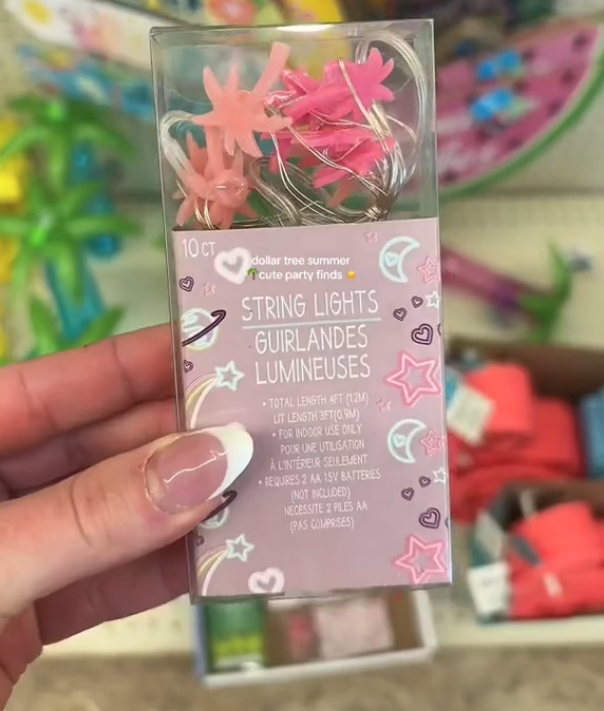 10 CT
dollar tree summer
🌴cute party finds 🌟
STRING LIGHTS
GUIRLANDES
LUMINEUSES
• TOTAL LENGTH 4FT (1.2M)
LIT LENGTH 3FT (0.9M)
• FOR INDOOR USE ONLY
POUR UNE UTILISATION
À L'INTÉRIEUR SEULEMENT
• REQUIRES 2 AA 1.5V BATTERIES
(NOT INCLUDED)
NÉCESSITE 2 PILES AA
(PAS COMPRISES)